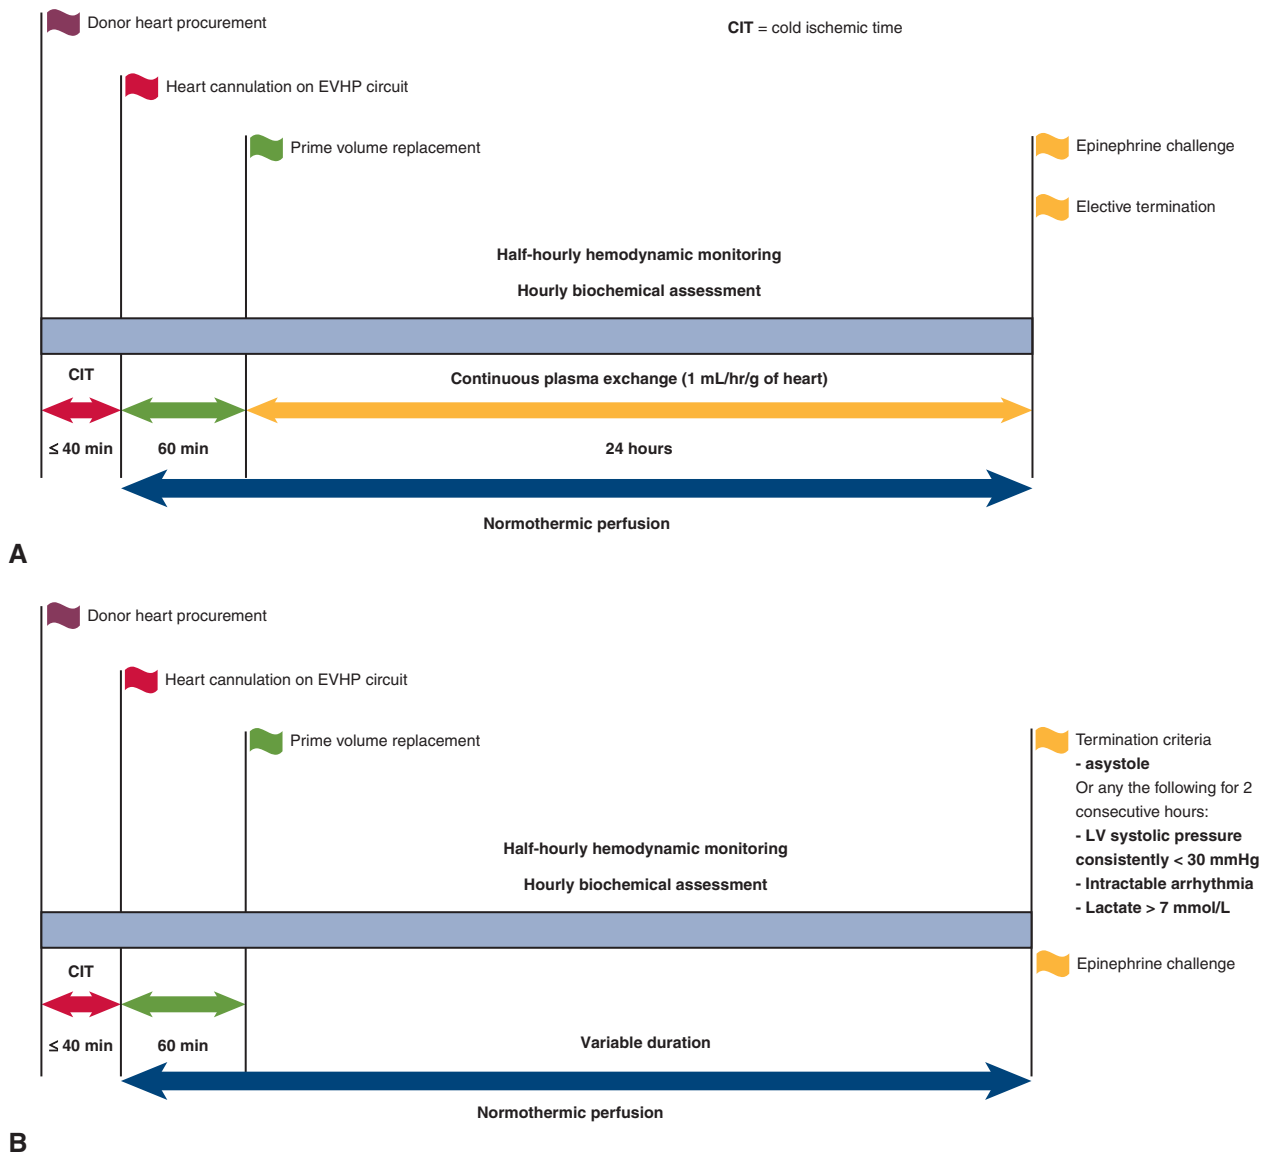 Donor heart procurement
CIT = cold ischemic time
Heart cannulation on EVHP circuit
Prime volume replacement
Epinephrine challenge
Elective termination
Half-hourly hemodynamic monitoring
Hourly biochemical assessment
CIT
Continuous plasma exchange (1 mL/hr/g of heart)
≤ 40 min
60 min
24 hours
Normothermic perfusion
A
Donor heart procurement
Heart cannulation on EVHP circuit
Prime volume replacement
Termination criteria
- asystole
Or any the following for 2
consecutive hours:
- LV systolic pressure
consistently < 30 mmHg
- Intractable arrhythmia
- Lactate > 7 mmol/L
Half-hourly hemodynamic monitoring
Hourly biochemical assessment
Epinephrine challenge
CIT
≤ 40 min
60 min
Variable duration
Normothermic perfusion
B